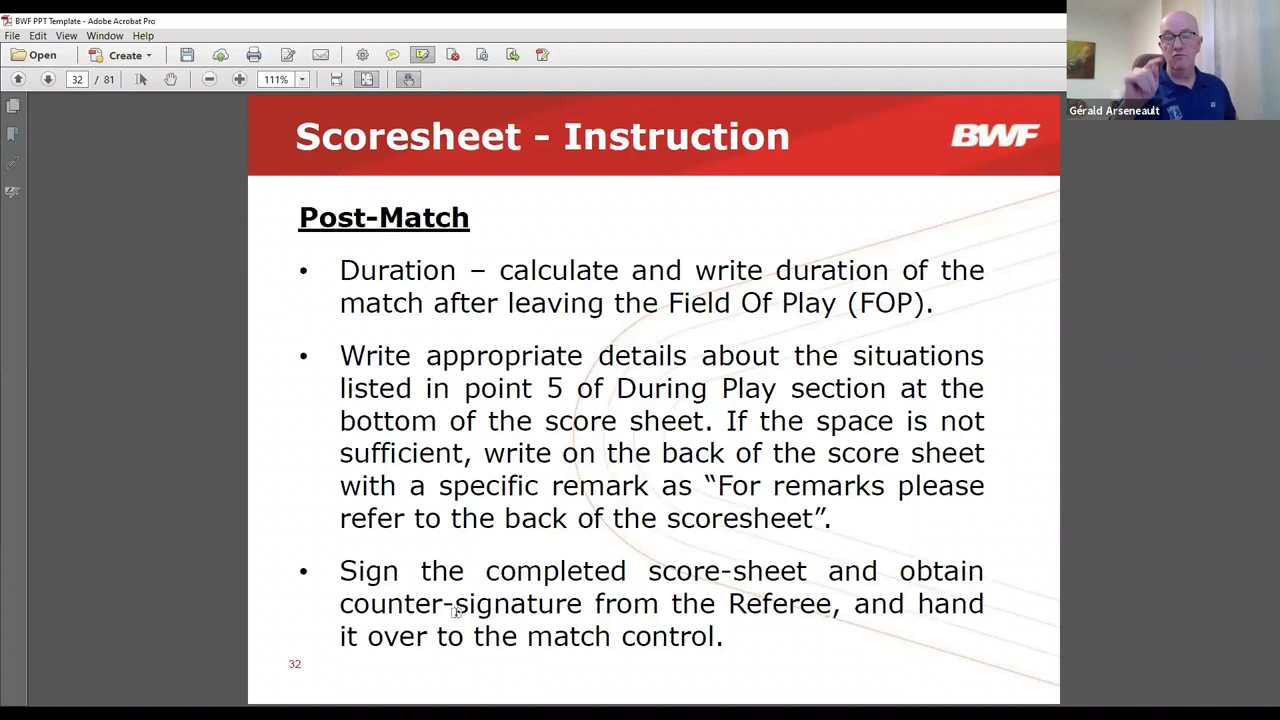 BWF PPT Template - Adobe Acrobat Pro
File Edit View Window Help
Open Create
32 / 81 111%
Gérald Arseneault
Scoresheet - Instruction
BWF
Post-Match
• Duration – calculate and write duration of the
match after leaving the Field Of Play (FOP).
• Write appropriate details about the situations
listed in point 5 of During Play section at the
bottom of the score sheet. If the space is not
sufficient, write on the back of the score sheet
with a specific remark as “For remarks please
refer to the back of the scoresheet”.
• Sign the completed score-sheet and obtain
counter-signature from the Referee, and hand
it over to the match control.
32